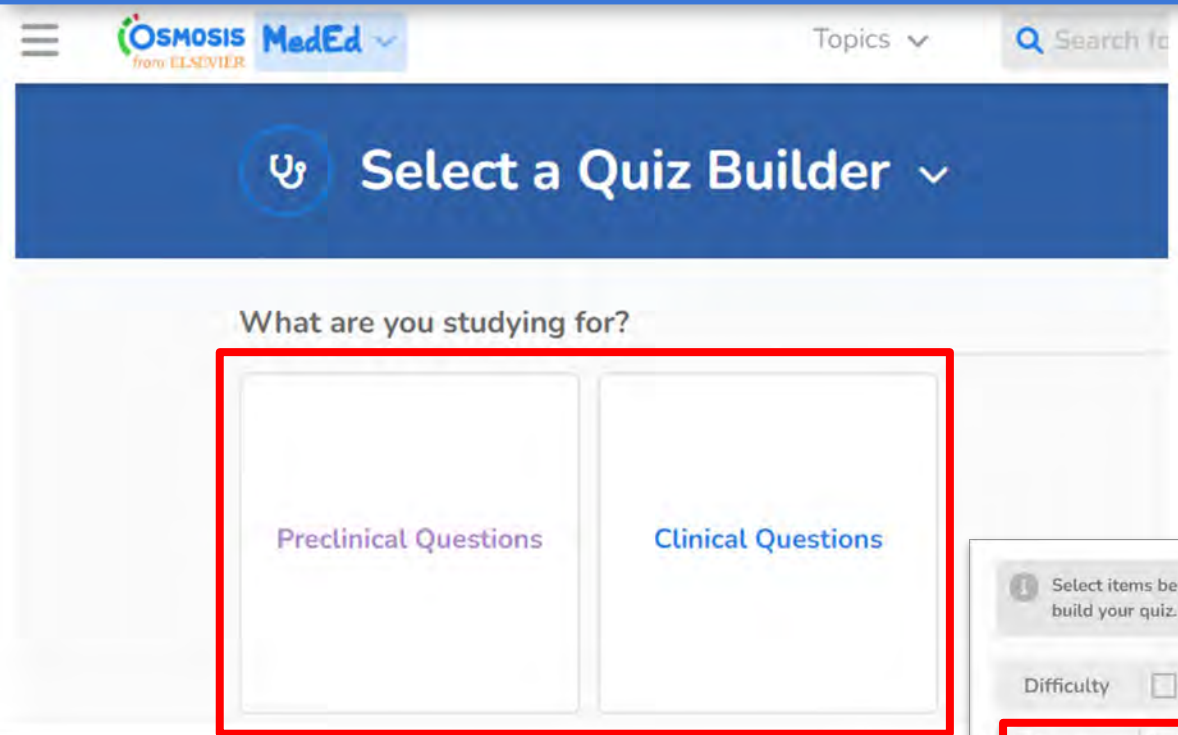 OSMOSIS MedEd Topics Search fo
from ELSEVIER
Select a Quiz Builder
What are you studying for?
Preclinical Questions Clinical Questions
Select items be
build your quiz.
Difficulty